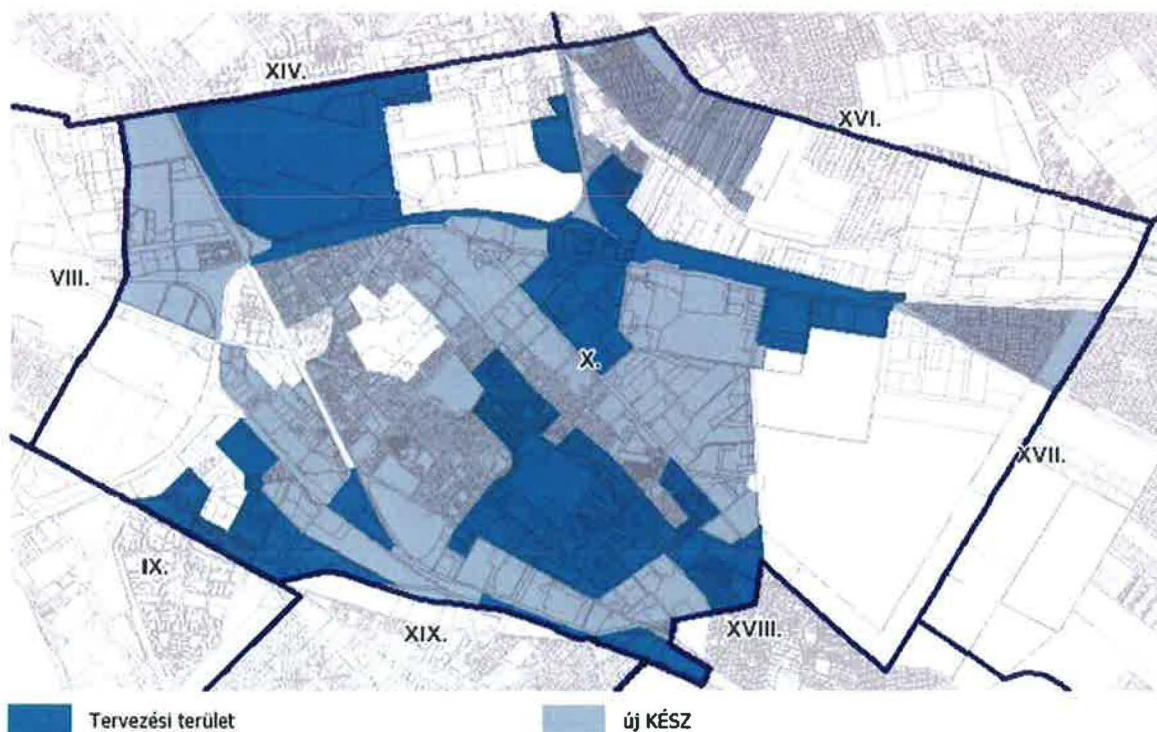 XIV.
XVI.
VIII.
X.
XVII.
IX.
XIX.
XVIII.
Tervezési terület
új KÉSZ